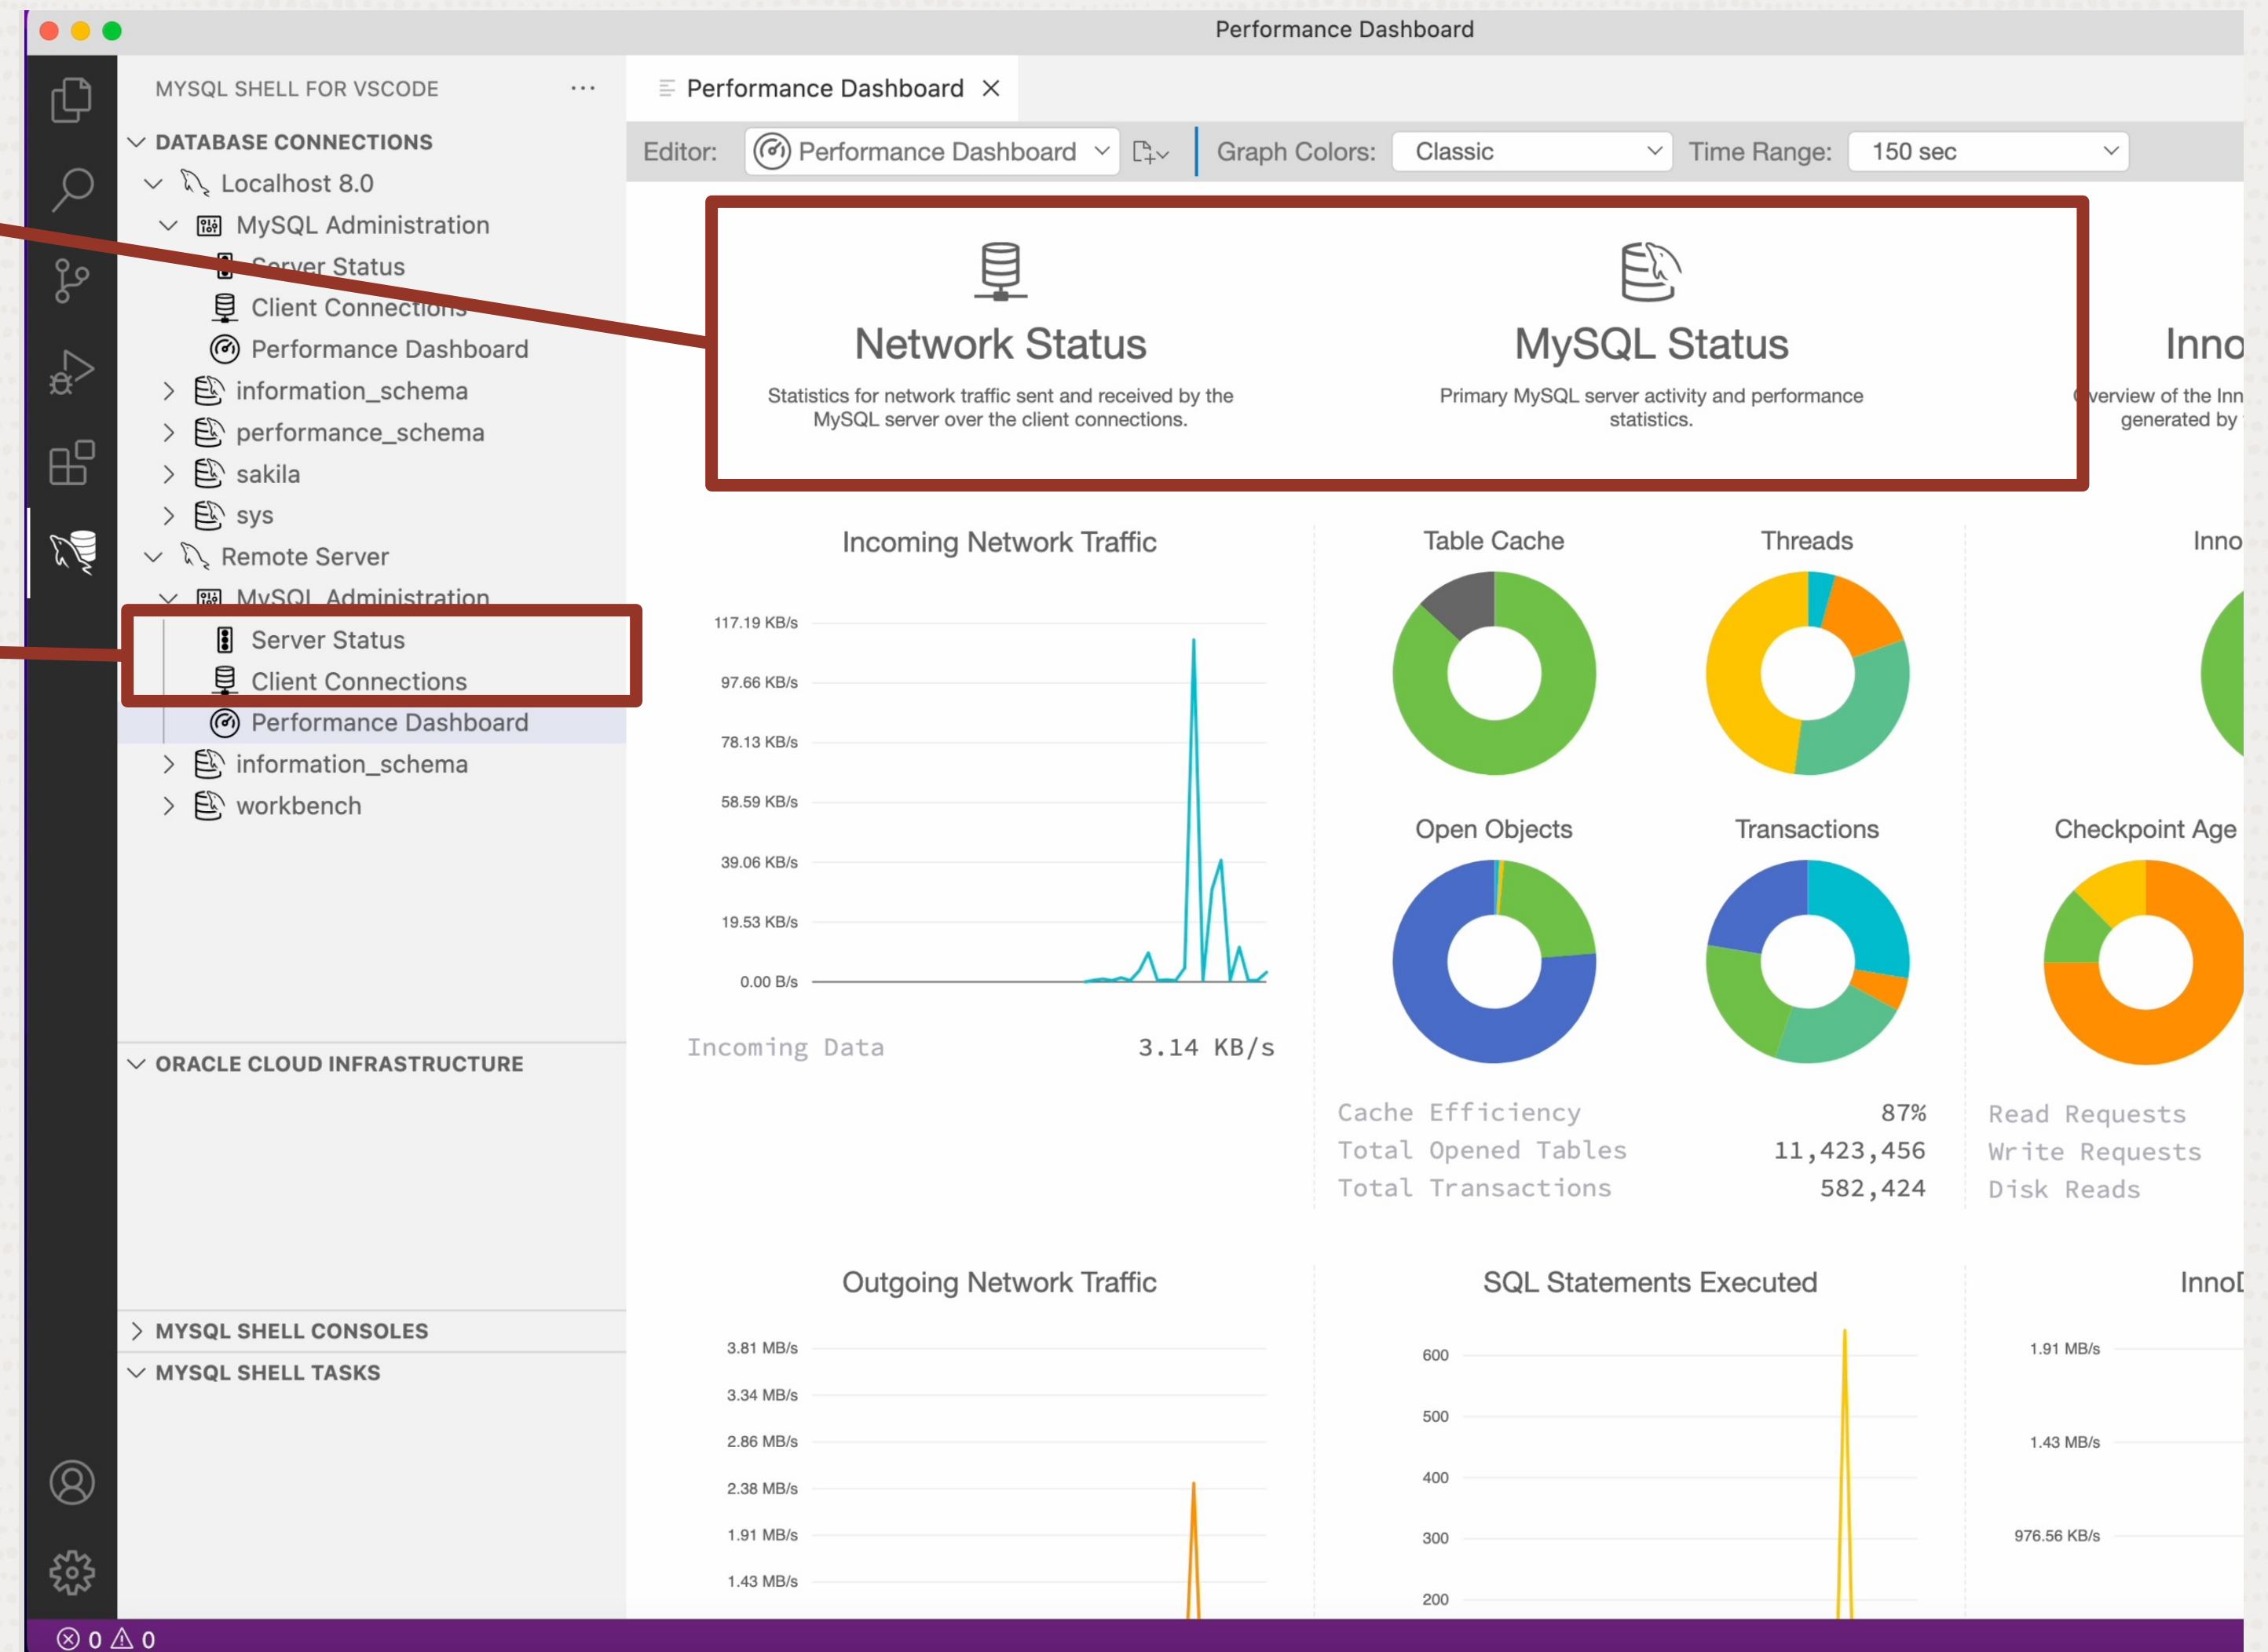 Performance Dashboard
MYSQL SHELL FOR VSCODE
DATABASE CONNECTIONS
Localhost 8.0
MySQL Administration
Server Status
Client Connections
Performance Dashboard
information_schema
performance_schema
sakila
sys
Remote Server
MySQL Administration
Server Status
Client Connections
Performance Dashboard
information_schema
workbench
ORACLE CLOUD INFRASTRUCTURE
MYSQL SHELL CONSOLES
MYSQL SHELL TASKS
Performance Dashboard
Editor: Performance Dashboard Graph Colors: Classic Time Range: 150 sec
Network Status
Statistics for network traffic sent and received by the
MySQL server over the client connections.
MySQL Status
Primary MySQL server activity and performance
statistics.
Inno
Overview of the Inn
generated by
Incoming Network Traffic
117.19 KB/s
97.66 KB/s
78.13 KB/s
58.59 KB/s
39.06 KB/s
19.53 KB/s
0.00 B/s
Incoming Data 3.14 KB/s
Table Cache
Threads
Open Objects
Transactions
Cache Efficiency 87%
Total Opened Tables 11,423,456
Total Transactions 582,424
Inno
Checkpoint Age
Read Requests
Write Requests
Disk Reads
Outgoing Network Traffic
3.81 MB/s
3.34 MB/s
2.86 MB/s
2.38 MB/s
1.91 MB/s
1.43 MB/s
SQL Statements Executed
600
500
400
300
200
Inno
1.91 MB/s
1.43 MB/s
976.56 KB/s
0 0